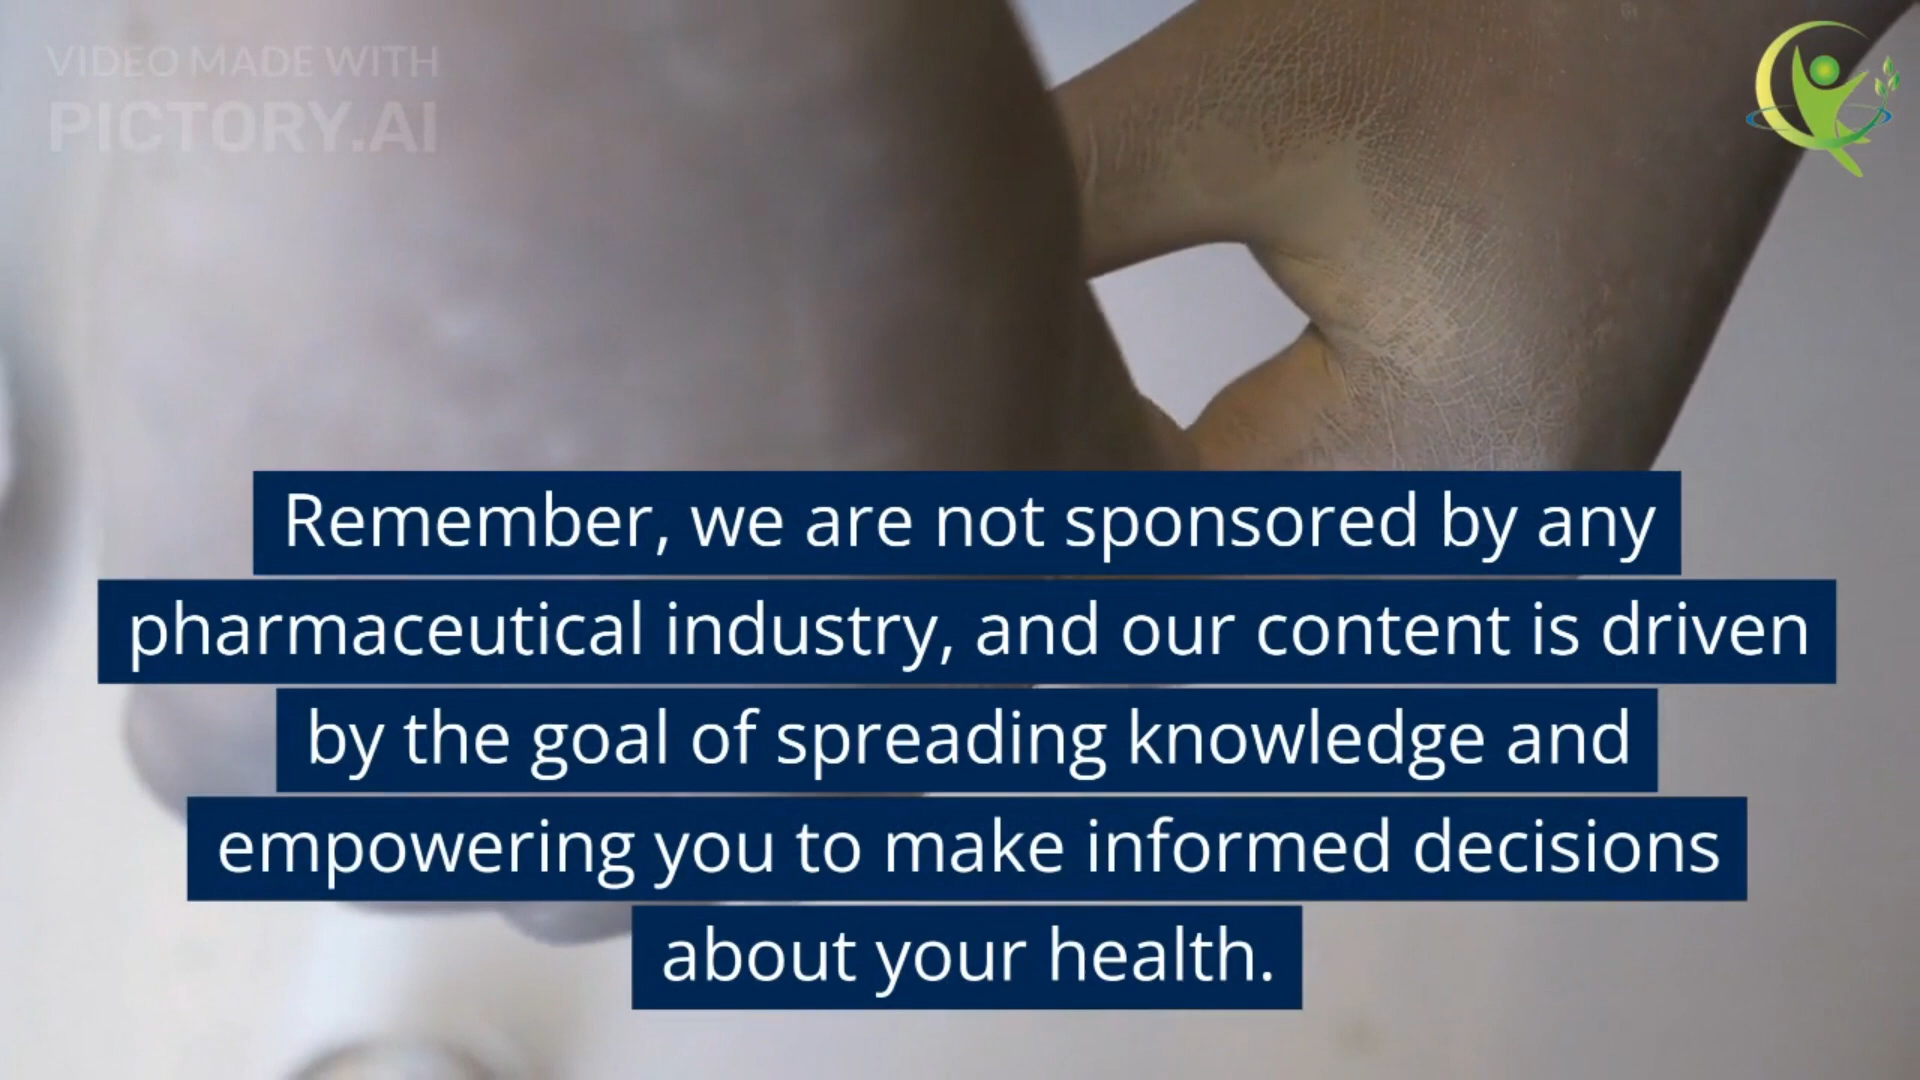 VIDEO MADE WITH
PICTORY.AI
Remember, we are not sponsored by any
pharmaceutical industry, and our content is driven
by the goal of spreading knowledge and
empowering you to make informed decisions
about your health.